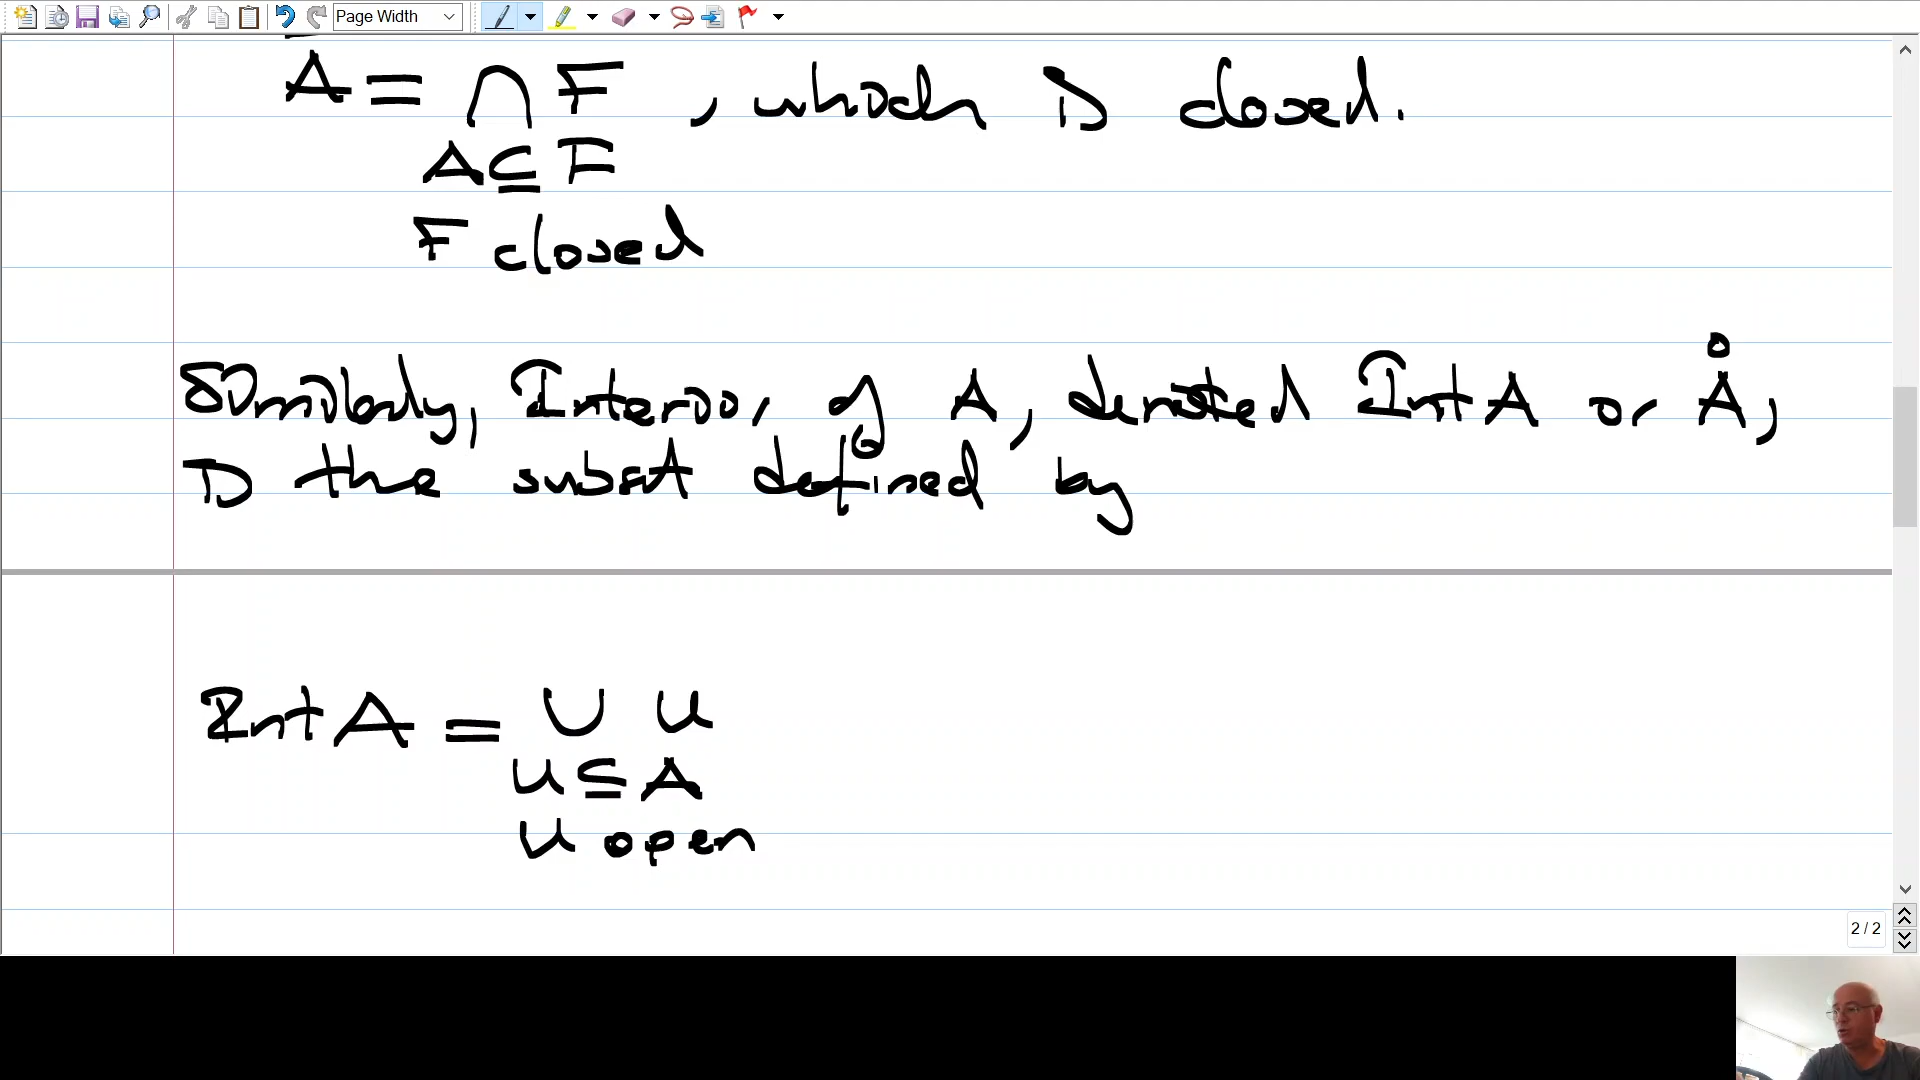 Page Width
A̅ = ∩ F , which is closed.
A ⊆ F
F closed
Similarly, Interior of A, denoted Int A or Å,
is the subset defined by
Int A = ∪ U
U ⊆ A
U open
2 / 2